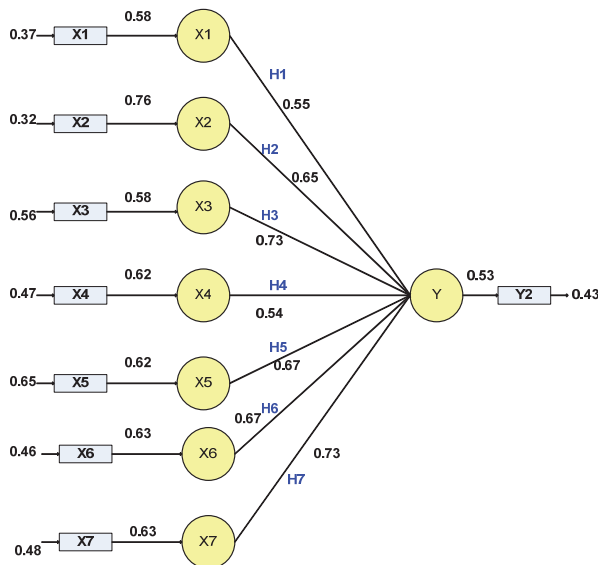 0.37 X1 0.58 X1
H1
0.55
0.32 X2 0.76 X2
H2
0.65
0.56 X3 0.58 X3
H3
0.73
0.47 X4 0.62 X4
H4
0.54
Y 0.53 Y2 0.43
0.65 X5 0.62 X5
H5
0.67
0.46 X6 0.63 X6
0.67 H6
0.73
H7
0.48 X7 0.63 X7